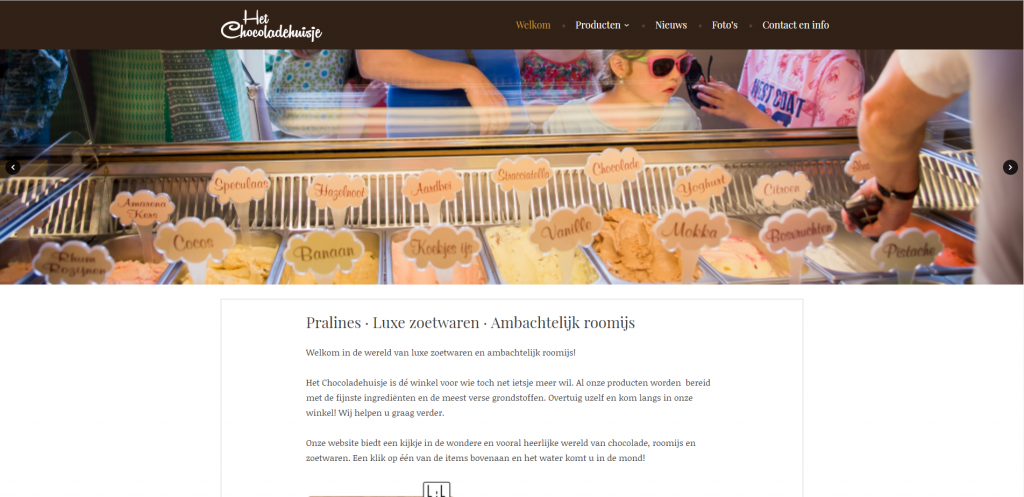 Het
Chocoladehuisje
Welkom
Producten
Nieuws
Foto's
Contact en info
WEST COAT
Speculaas
Hazelnoot
Aardbei
Stracciatella
Chocolade
Yoghurt
Citroen
Amarena
Kers
Cocos
Banaan
Koekjes ijs
Vanille
Mokka
Bosvruchten
Pistache
Rhum
Rozijnen
Pralines · Luxe zoetwaren · Ambachtelijk roomijs
Welkom in de wereld van luxe zoetwaren en ambachtelijk roomijs!
Het Chocoladehuisje is dé winkel voor wie toch net ietsje meer wil. Al onze producten worden bereid
met de fijnste ingrediënten en de meest verse grondstoffen. Overtuig uzelf en kom langs in onze
winkel! Wij helpen u graag verder.
Onze website biedt een kijkje in de wondere en vooral heerlijke wereld van chocolade, roomijs en
zoetwaren. Een klik op één van de items bovenaan en het water komt u in de mond!